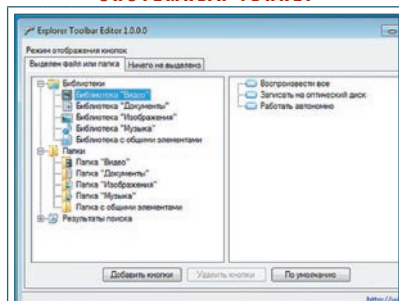 Explorer Toolbar Editor 1.0.0.0
Режим отображения кнопок
Выделен файл или папка
Ничего не выделено
Библиотеки
Библиотека "Видео"
Библиотека "Документы"
Библиотека "Изображения"
Библиотека "Музыка"
Библиотека с общими элементами
Папки
Папка "Видео"
Папка "Документы"
Папка "Изображения"
Папка "Музыка"
Папка с общими элементами
Результаты поиска
Воспроизвести все
Записать на оптический диск
Работать автономно
Добавить кнопки
Удалить кнопки
По умолчанию